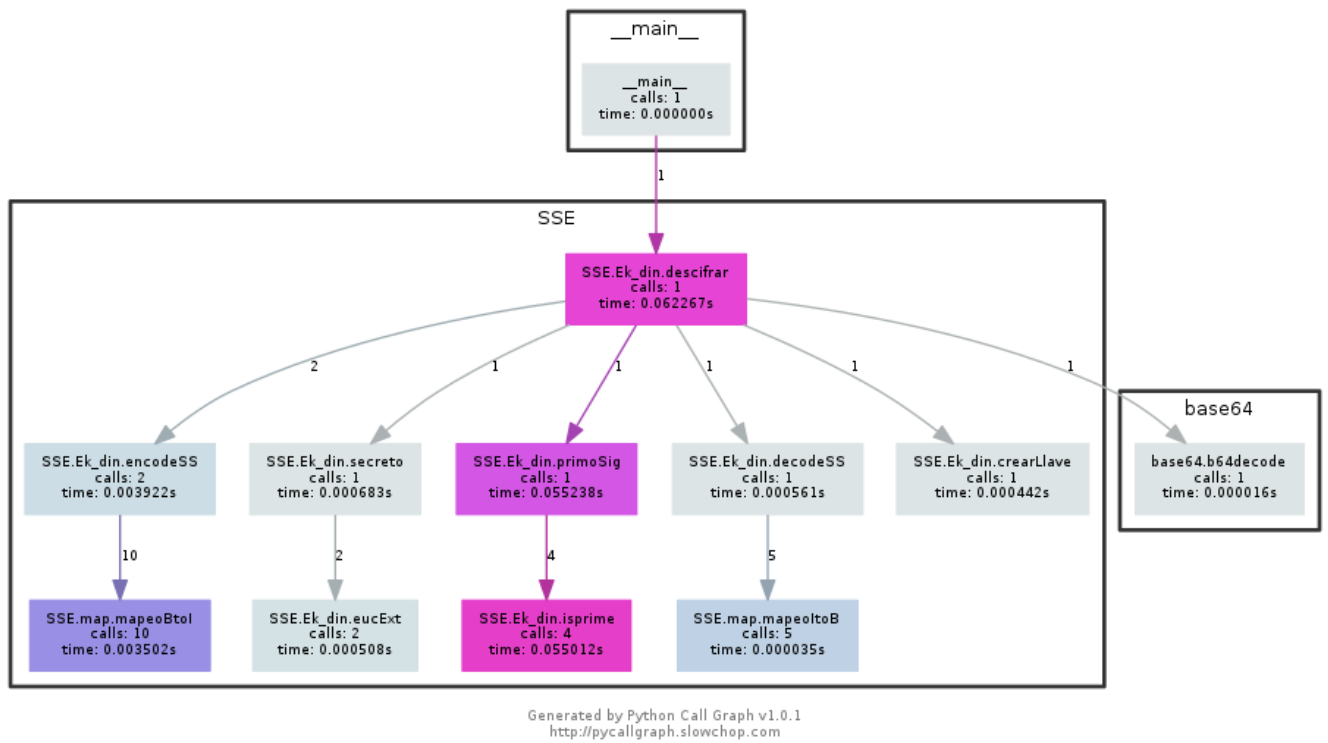 __main__
__main__
calls: 1
time: 0.000000s
1
SSE
SSE.Ek_din.descifrar
calls: 1
time: 0.062267s
2
1
1
1
1
1
base64
SSE.Ek_din.encodeSS
calls: 2
time: 0.003922s
SSE.Ek_din.secreto
calls: 1
time: 0.000683s
SSE.Ek_din.primoSig
calls: 1
time: 0.055238s
SSE.Ek_din.decodeSS
calls: 1
time: 0.000561s
SSE.Ek_din.crearLlave
calls: 1
time: 0.000442s
base64.b64decode
calls: 1
time: 0.000016s
10
2
4
5
SSE.map.mapeoBtoI
calls: 10
time: 0.003502s
SSE.Ek_din.eucExt
calls: 2
time: 0.000508s
SSE.Ek_din.isprime
calls: 4
time: 0.055012s
SSE.map.mapeoItoB
calls: 5
time: 0.000035s
Generated by Python Call Graph v1.0.1
http://pycallgraph.slowchop.com